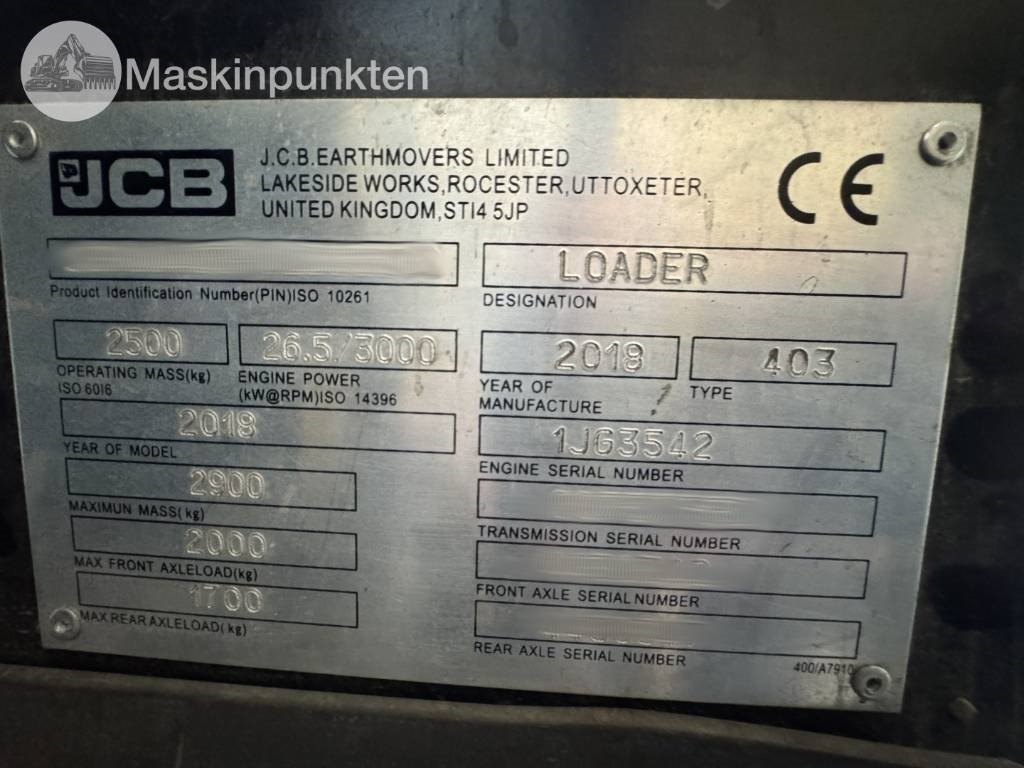 Maskinpunkten
JCB
J.C.B.EARTHMOVERS LIMITED
LAKESIDE WORKS,ROCESTER,UTTOXETER,
UNITED KINGDOM,ST14 5JP
CE
Product Identification Number(PIN)ISO 10261
LOADER
DESIGNATION
2500
OPERATING MASS(kg)
ISO 6016
26.5/3000
ENGINE POWER
(kW@RPM)ISO 14396
2018
YEAR OF
MANUFACTURE
403
TYPE
2018
YEAR OF MODEL
1JG3542
ENGINE SERIAL NUMBER
2900
MAXIMUN MASS(kg)
TRANSMISSION SERIAL NUMBER
2000
MAX FRONT AXLELOAD(kg)
FRONT AXLE SERIAL NUMBER
1700
MAX REAR AXLELOAD(kg)
REAR AXLE SERIAL NUMBER
400/A7910